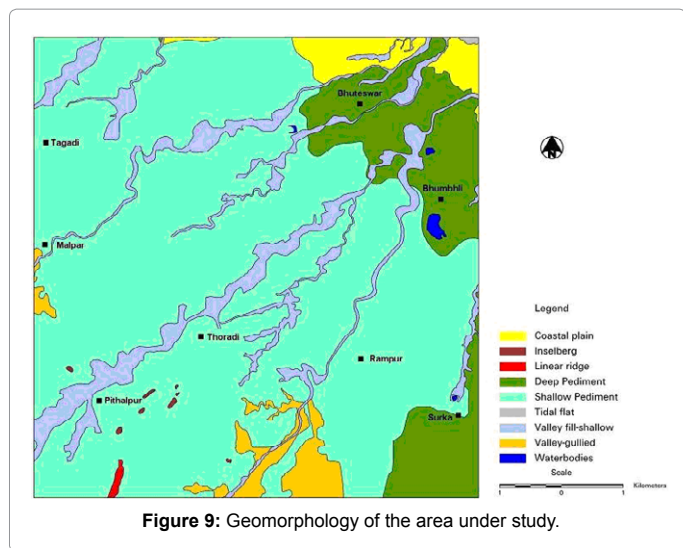 Bhuteswar
Tagadi
N
Bhumbhli
Malpar
Thoradi
Rampur
Pithalpur
Surka
Legend
Coastal plain
Inselberg
Linear ridge
Deep Pediment
Shallow Pediment
Tidal flat
Valley fill-shallow
Valley-gullied
Waterbodies
Scale
Kilometers
1 0 1
Figure 9: Geomorphology of the area under study.